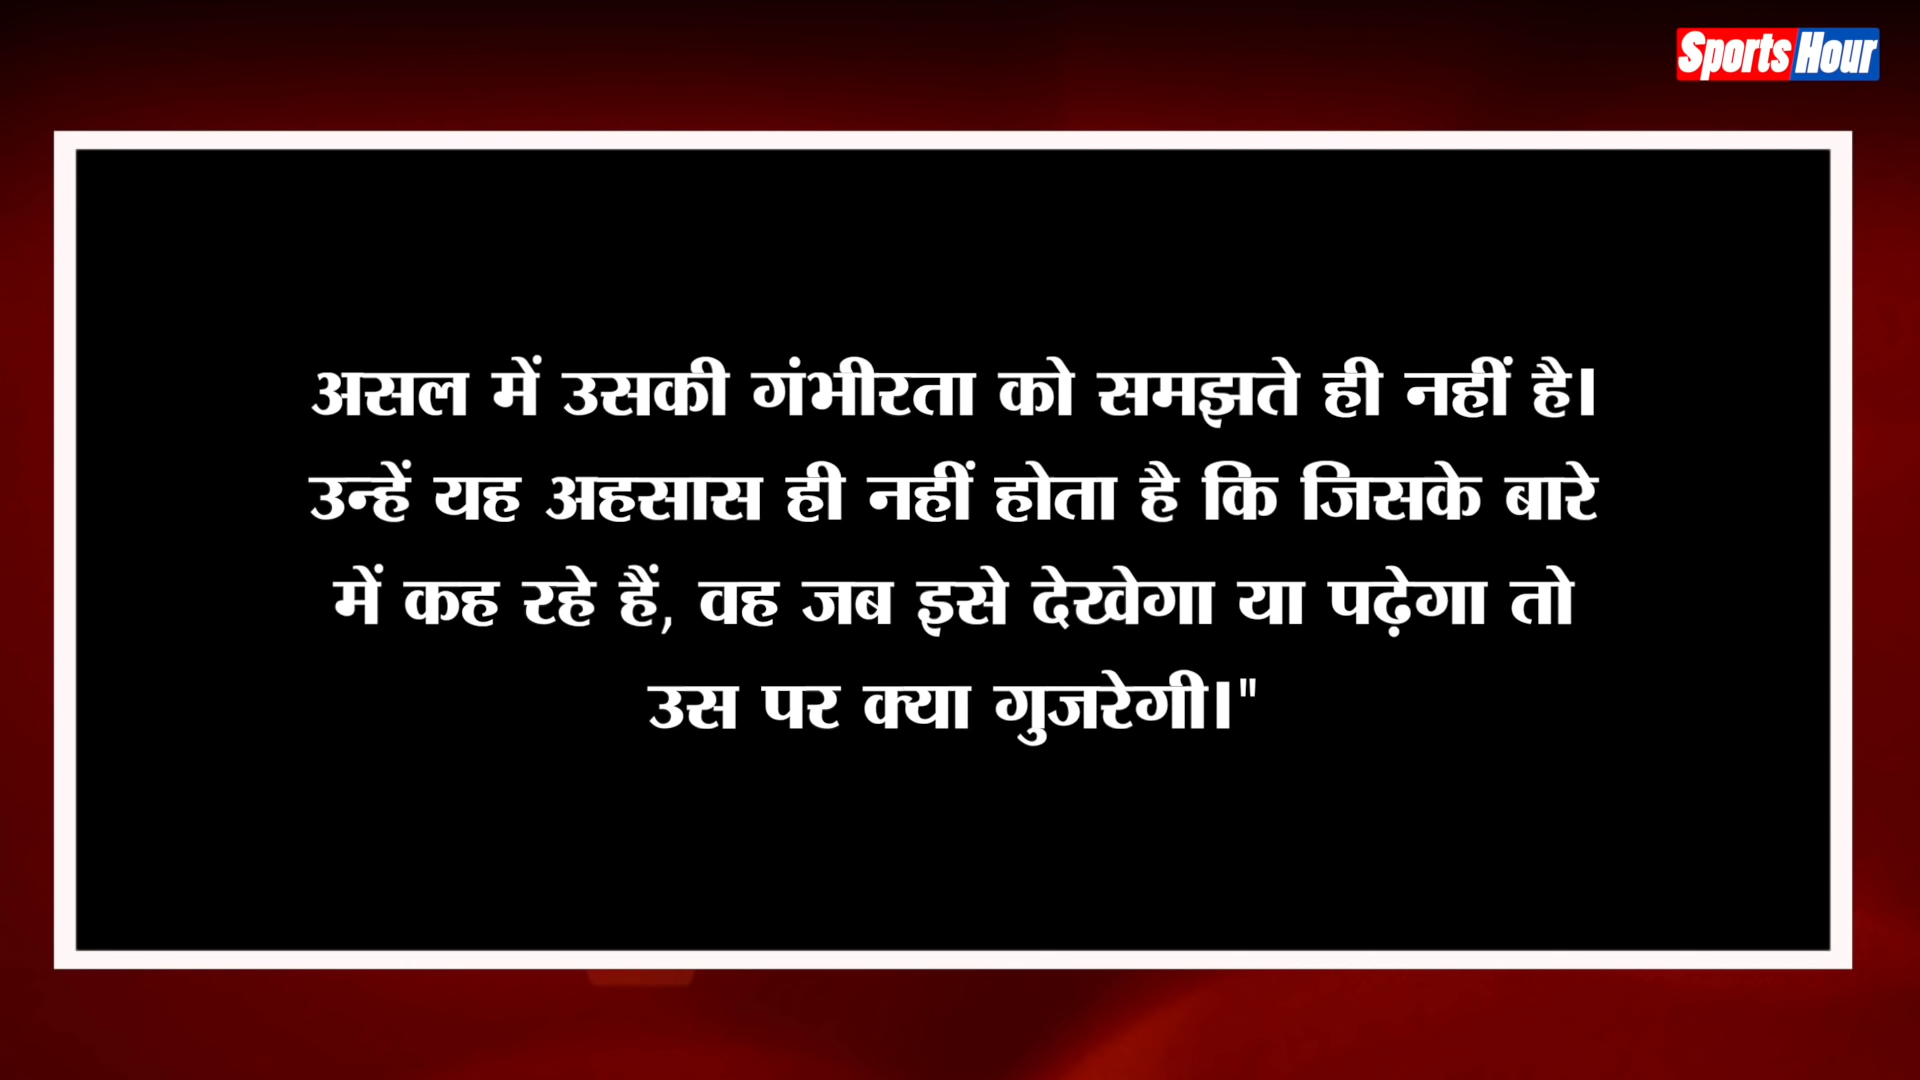 Sports Hour
असल में उसकी गंभीरता को समझते ही नहीं है।
उन्हें यह अहसास ही नहीं होता है कि जिसके बारे
में कह रहे हैं, वह जब इसे देखेगा या पढ़ेगा तो
उस पर क्या गुजरेगी।"